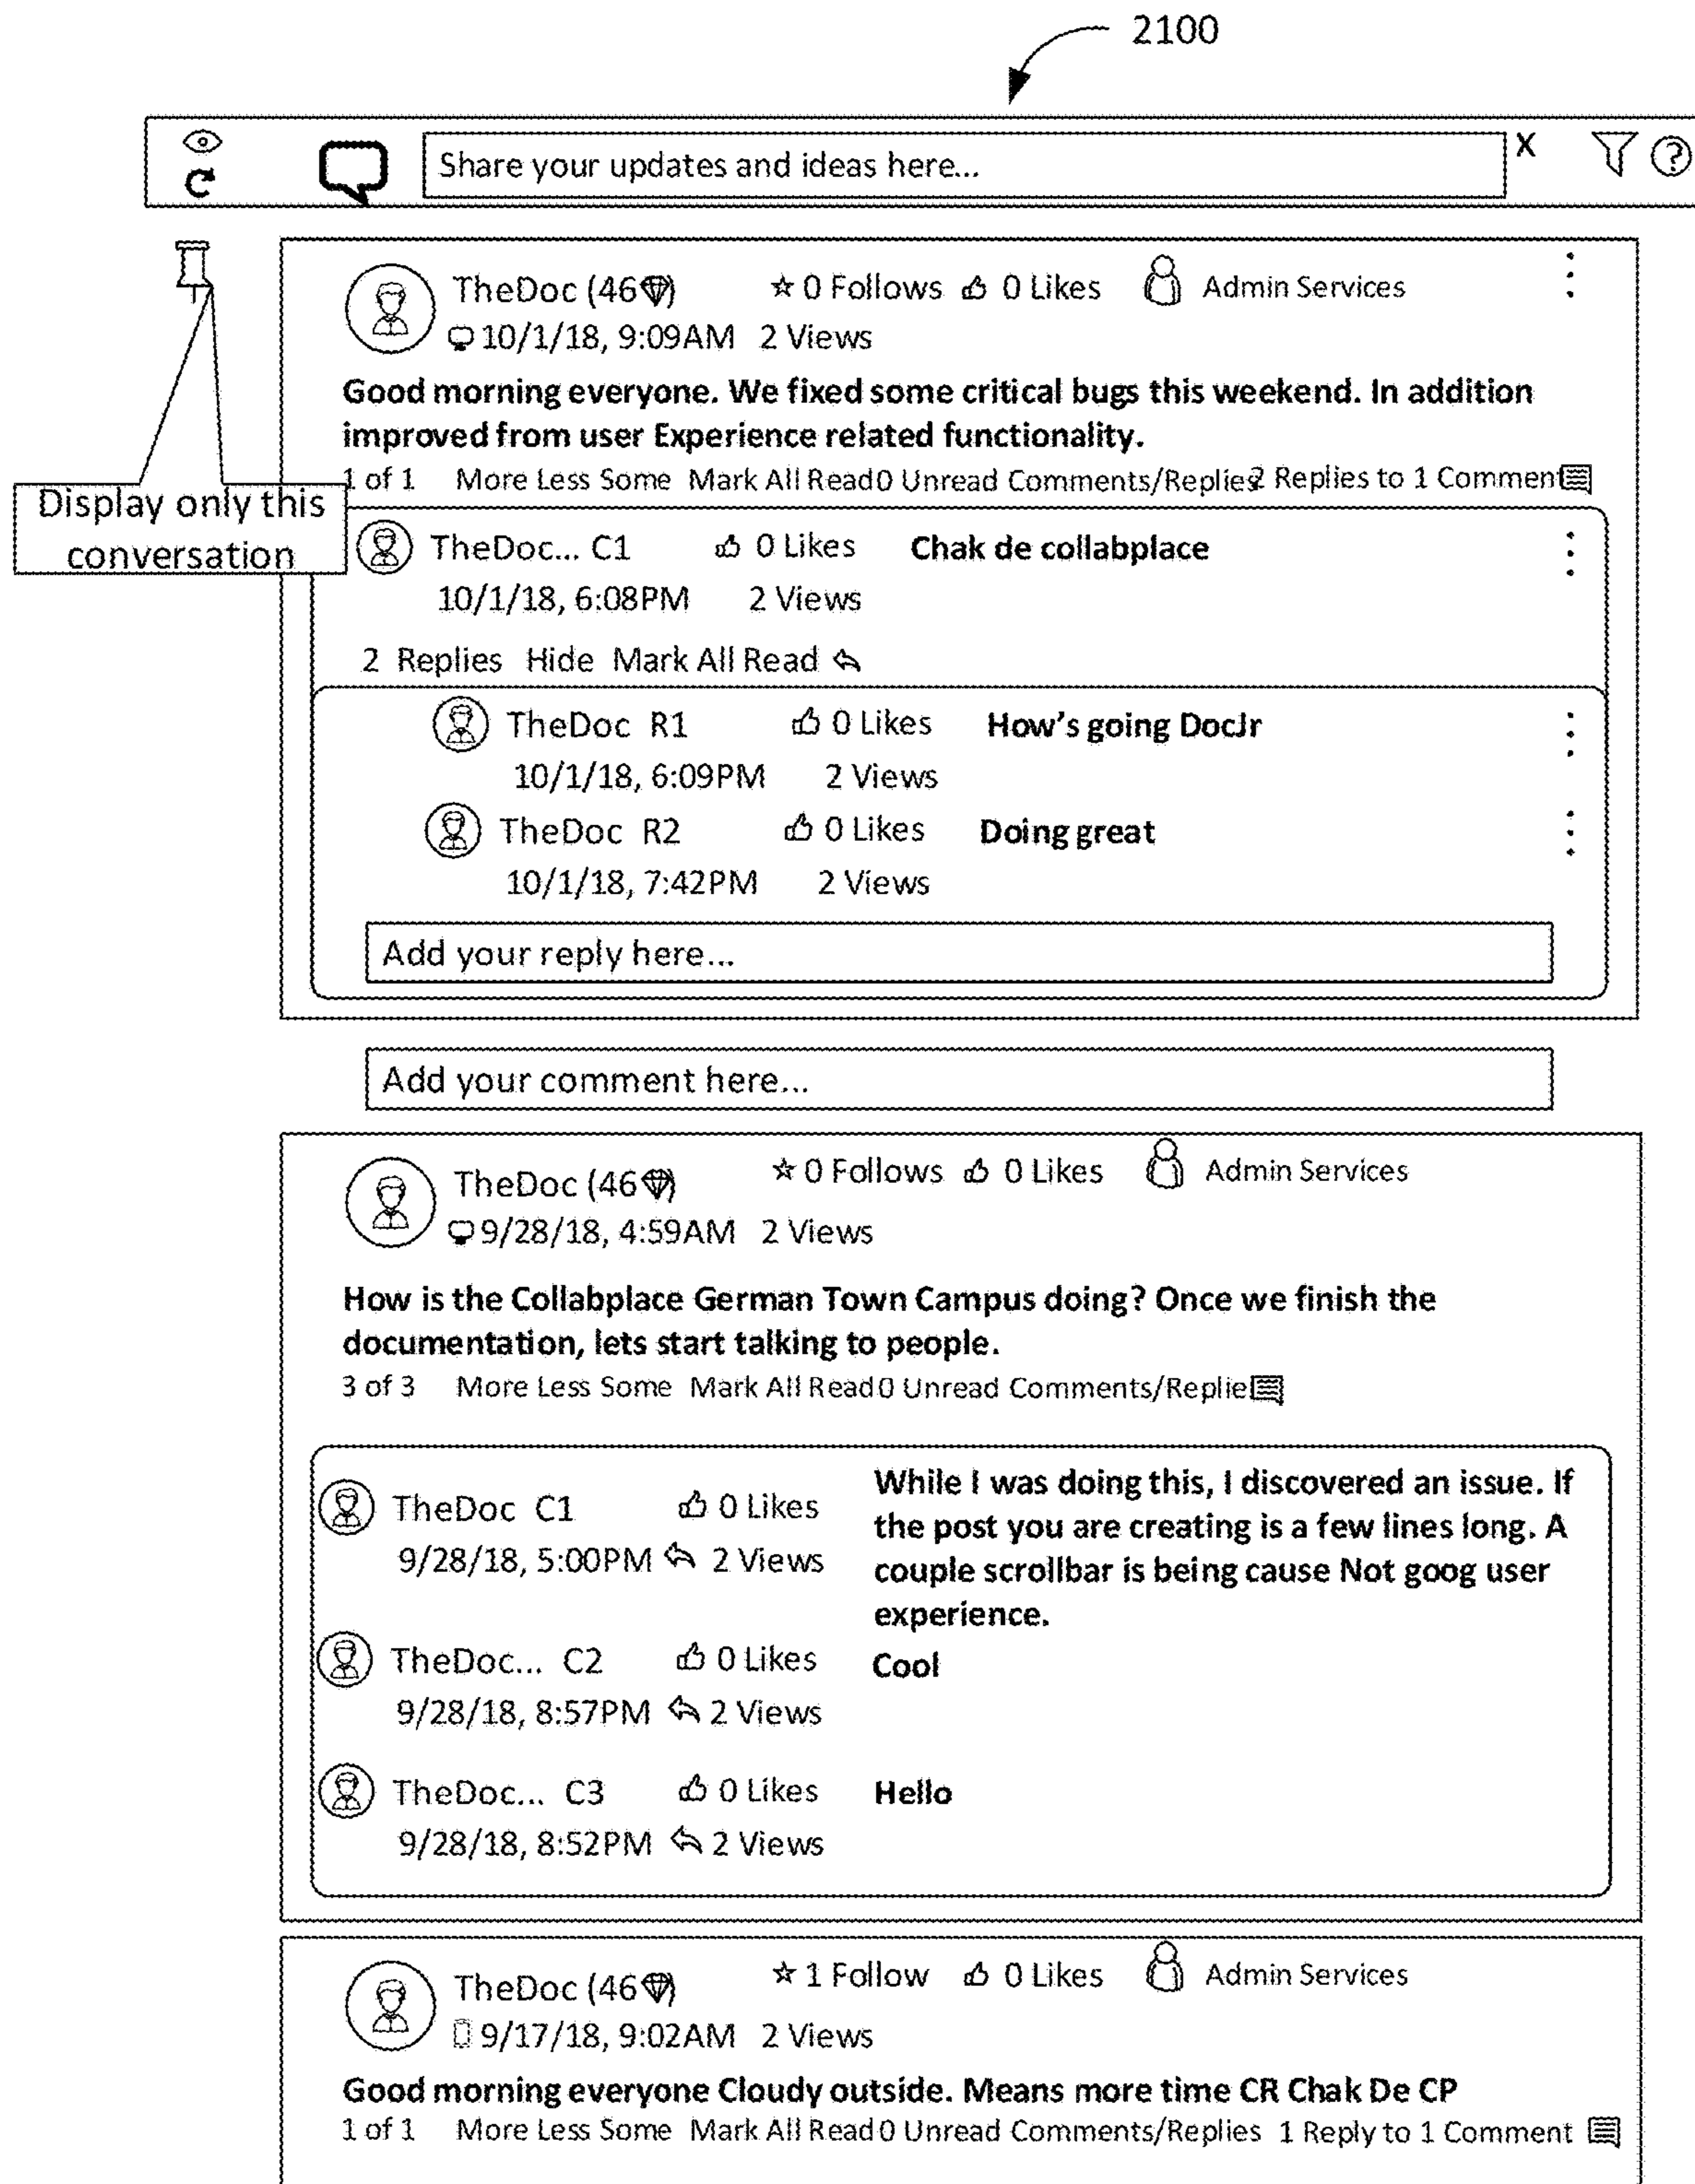 2100
Share your updates and ideas here... X ?
TheDoc (46) 0 Follows 0 Likes Admin Services
10/1/18, 9:09AM 2 Views
Good morning everyone. We fixed some critical bugs this weekend. In addition
improved from user Experience related functionality.
1 of 1 More Less Some Mark All Read 0 Unread Comments/Replies 2 Replies to 1 Comment
Display only this
conversation
TheDoc... C1 0 Likes Chak de collabplace
10/1/18, 6:08PM 2 Views
2 Replies Hide Mark All Read
TheDoc R1 0 Likes How's going DocJr
10/1/18, 6:09PM 2 Views
TheDoc R2 0 Likes Doing great
10/1/18, 7:42PM 2 Views
Add your reply here...
Add your comment here...
TheDoc (46) 0 Follows 0 Likes Admin Services
9/28/18, 4:59AM 2 Views
How is the Collabplace German Town Campus doing? Once we finish the
documentation, lets start talking to people.
3 of 3 More Less Some Mark All Read 0 Unread Comments/Replie
TheDoc C1 0 Likes
9/28/18, 5:00PM 2 Views
While I was doing this, I discovered an issue. If
the post you are creating is a few lines long. A
couple scrollbar is being cause Not goog user
experience.
TheDoc... C2 0 Likes Cool
9/28/18, 8:57PM 2 Views
TheDoc... C3 0 Likes Hello
9/28/18, 8:52PM 2 Views
TheDoc (46) 1 Follow 0 Likes Admin Services
9/17/18, 9:02AM 2 Views
Good morning everyone Cloudy outside. Means more time CR Chak De CP
1 of 1 More Less Some Mark All Read 0 Unread Comments/Replies 1 Reply to 1 Comment